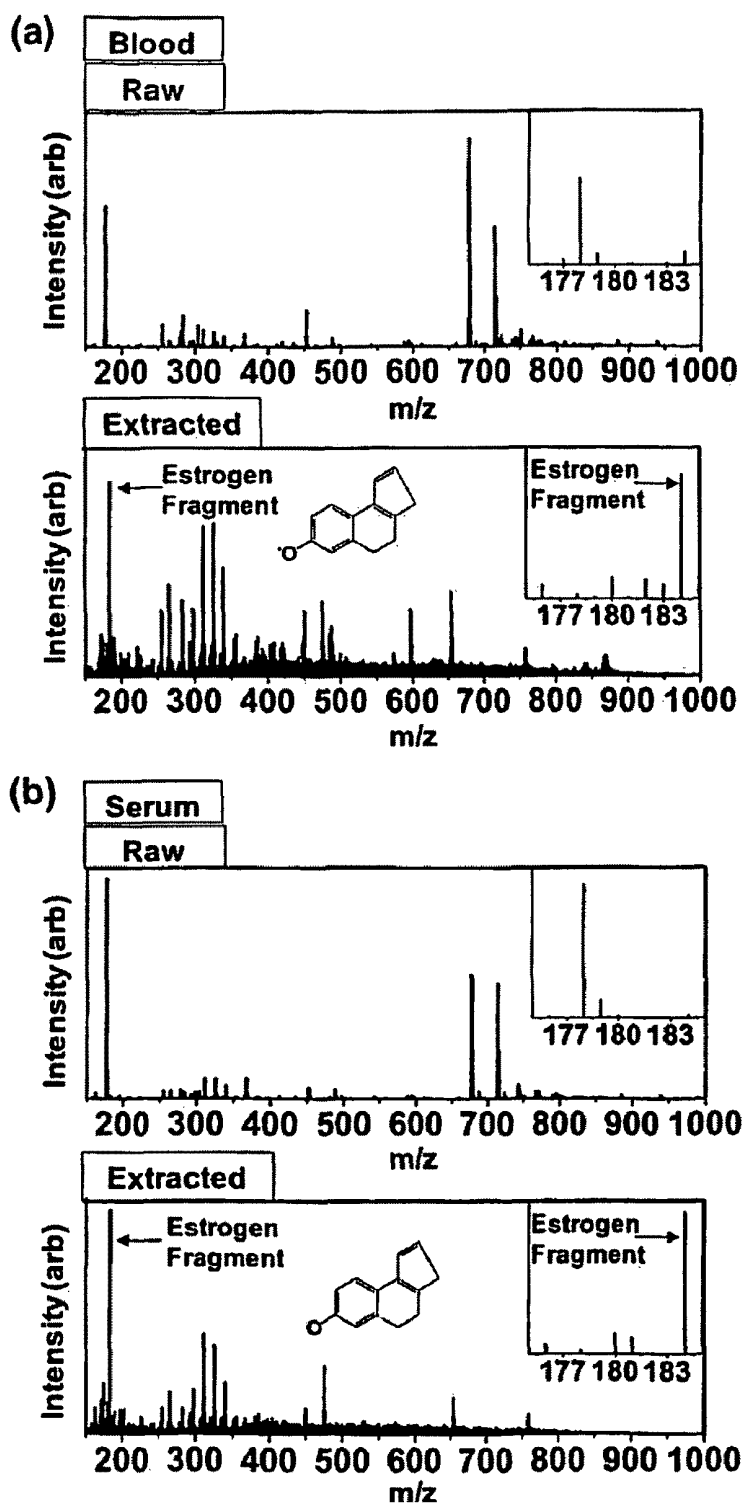 (a)
Blood
Raw
Intensity (arb)
177 180 183
200 300 400 500 600 700 800 900 1000
m/z
Extracted
Estrogen
Fragment
Estrogen
Fragment
·O
177 180 183
Intensity (arb)
200 300 400 500 600 700 800 900 1000
m/z
(b)
Serum
Raw
Intensity (arb)
177 180 183
200 300 400 500 600 700 800 900 1000
m/z
Extracted
Estrogen
Fragment
Estrogen
Fragment
O
177 180 183
Intensity (arb)
200 300 400 500 600 700 800 900 1000
m/z